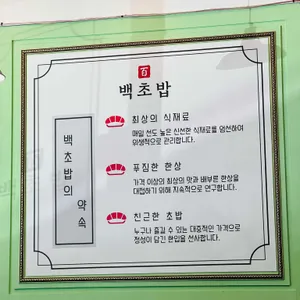 百
백초밥
백초밥의 약속
최상의 식재료
매일 선도 높은 신선한 식재료를 엄선하여
위생적으로 관리합니다.
푸짐한 한상
가격 이상의 최상의 맛과 배부른 한상을
대접하기 위해 지속적으로 연구합니다.
친근한 초밥
누구나 즐길 수 있는 대중적인 가격으로
정성이 담긴 한입을 선사합니다.